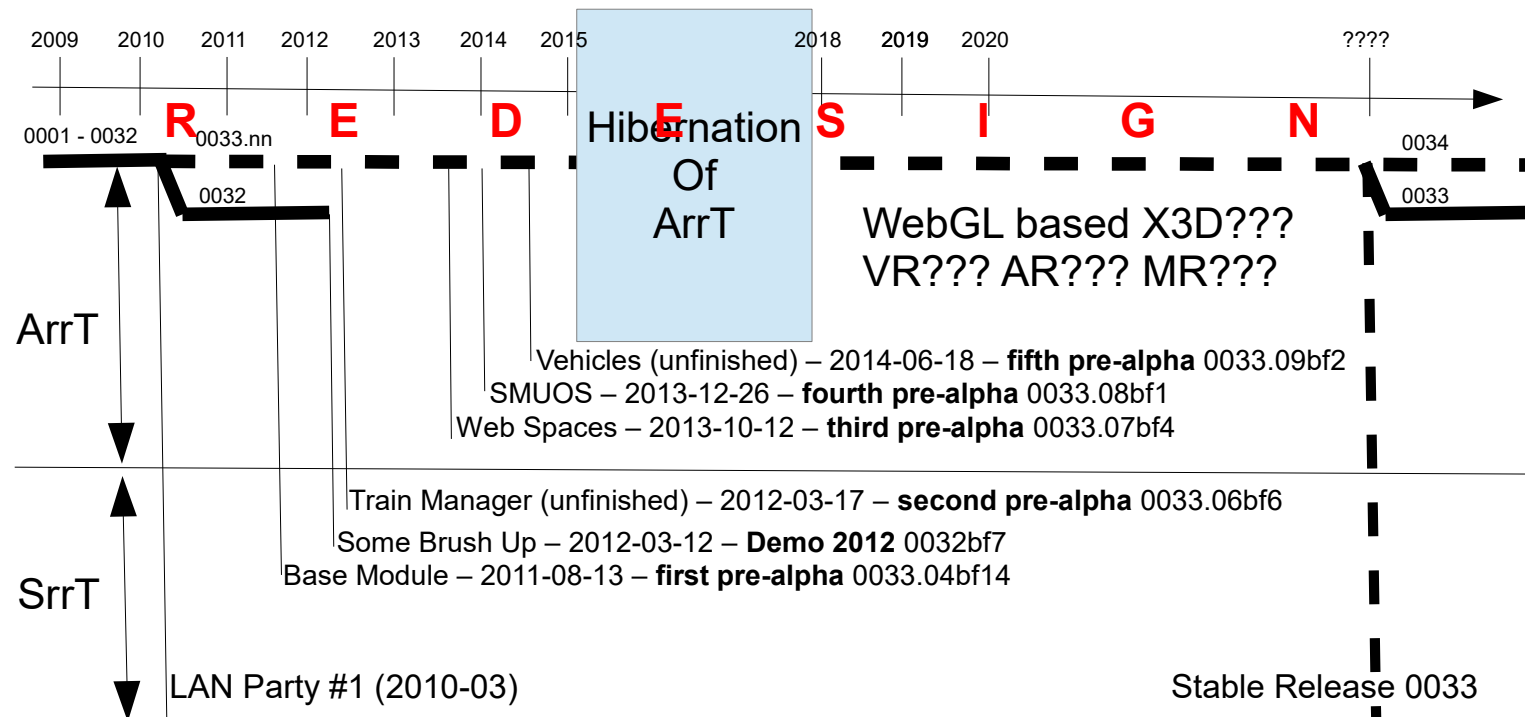 2009 2010 2011 2012 2013 2014 2015 2018 2019 2020 ????
R E D E S I G N
0001 - 0032 0033.nn 0034
0032 0033
Hibernation
Of
ArrT
WebGL based X3D???
VR??? AR??? MR???
ArrT
Vehicles (unfinished) – 2014-06-18 – fifth pre-alpha 0033.09bf2
SMUOS – 2013-12-26 – fourth pre-alpha 0033.08bf1
Web Spaces – 2013-10-12 – third pre-alpha 0033.07bf4
Train Manager (unfinished) – 2012-03-17 – second pre-alpha 0033.06bf6
Some Brush Up – 2012-03-12 – Demo 2012 0032bf7
Base Module – 2011-08-13 – first pre-alpha 0033.04bf14
SrrT
LAN Party #1 (2010-03)
Stable Release 0033